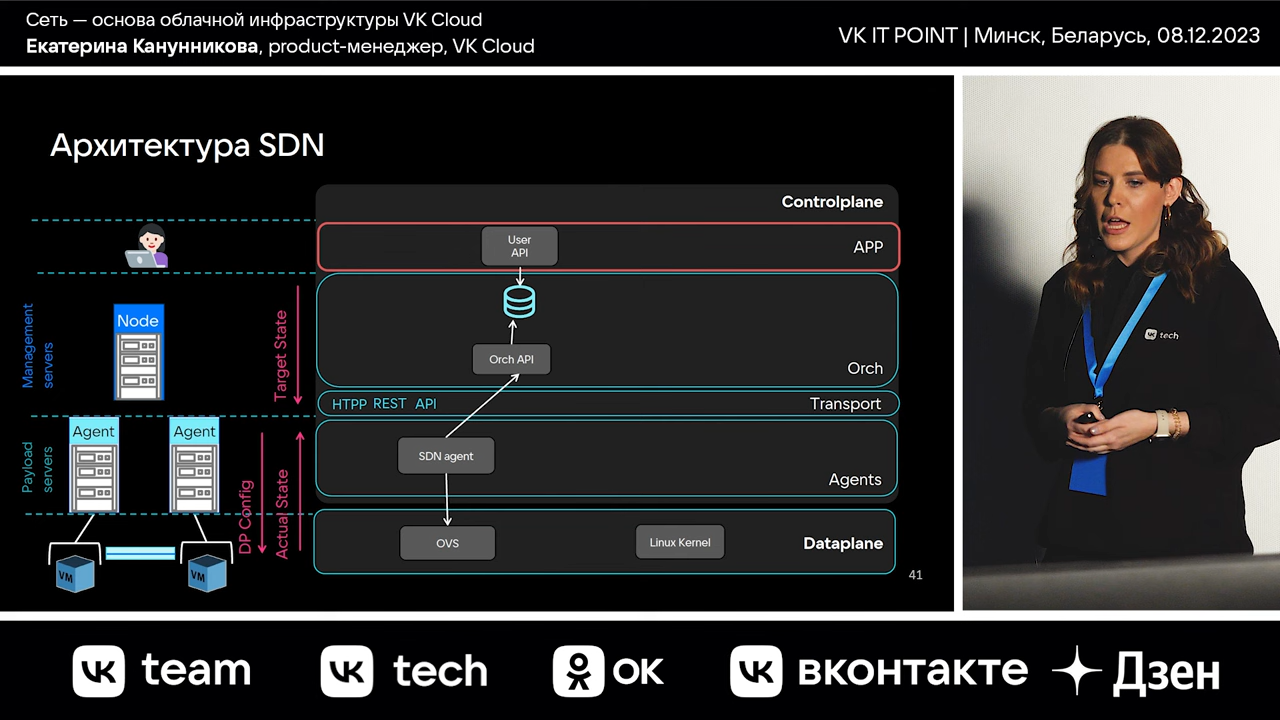 Сеть — основа облачной инфраструктуры VK Cloud
Екатерина Канунникова, product-менеджер, VK Cloud
VK IT POINT | Минск, Беларусь, 08.12.2023
Архитектура SDN
Controlplane
User
API
APP
Management
servers
Node
Target State
Orch API
Orch
HTPP REST API
Transport
Payload
servers
Agent
Agent
DP Config
Actual State
SDN agent
Agents
VM
VM
OVS
Linux Kernel
Dataplane
41
tech
team
tech
ОК
вконтакте
Дзен